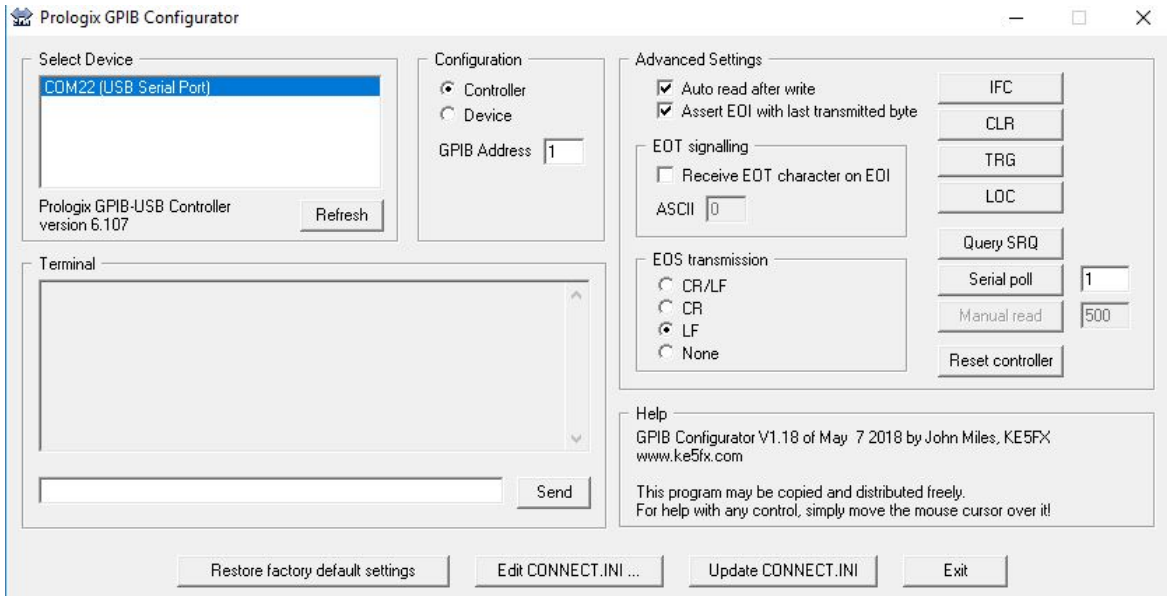 Prologix GPIB Configurator
Select Device
COM22 (USB Serial Port)
Prologix GPIB-USB Controller
version 6.107
Refresh
Configuration
Controller
Device
GPIB Address 1
Advanced Settings
Auto read after write
Assert EOI with last transmitted byte
EOT signalling
Receive EOT character on EOI
ASCII 0
EOS transmission
CR/LF
CR
LF
None
IFC
CLR
TRG
LOC
Query SRQ
Serial poll 1
Manual read 500
Reset controller
Terminal
Send
Help
GPIB Configurator V1.18 of May 7 2018 by John Miles, KE5FX
www.ke5fx.com
This program may be copied and distributed freely.
For help with any control, simply move the mouse cursor over it!
Restore factory default settings
Edit CONNECT.INI ...
Update CONNECT.INI
Exit